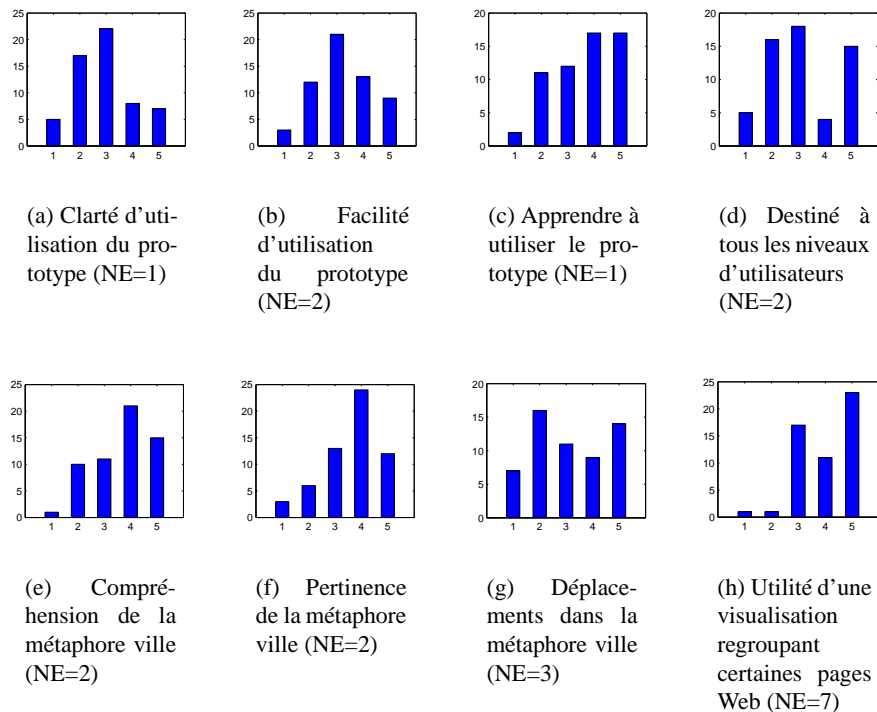 25
20
15
10
5
0
1 2 3 4 5
(a) Clarté d'uti-
lisation du pro-
totype (NE=1)
25
20
15
10
5
0
1 2 3 4 5
(b) Facilité
d'utilisation
du prototype
(NE=2)
20
15
10
5
0
1 2 3 4 5
(c) Apprendre à
utiliser le pro-
totype (NE=1)
20
15
10
5
0
1 2 3 4 5
(d) Destiné à
tous les niveaux
d'utilisateurs
(NE=2)
25
20
15
10
5
0
1 2 3 4 5
(e) Compré-
hension de la
métaphore ville
(NE=2)
25
20
15
10
5
0
1 2 3 4 5
(f) Pertinence
de la métaphore
ville (NE=2)
20
15
10
5
0
1 2 3 4 5
(g) Déplace-
ments dans la
métaphore ville
(NE=3)
25
20
15
10
5
0
1 2 3 4 5
(h) Utilité d'une
visualisation
regroupant
certaines pages
Web (NE=7)